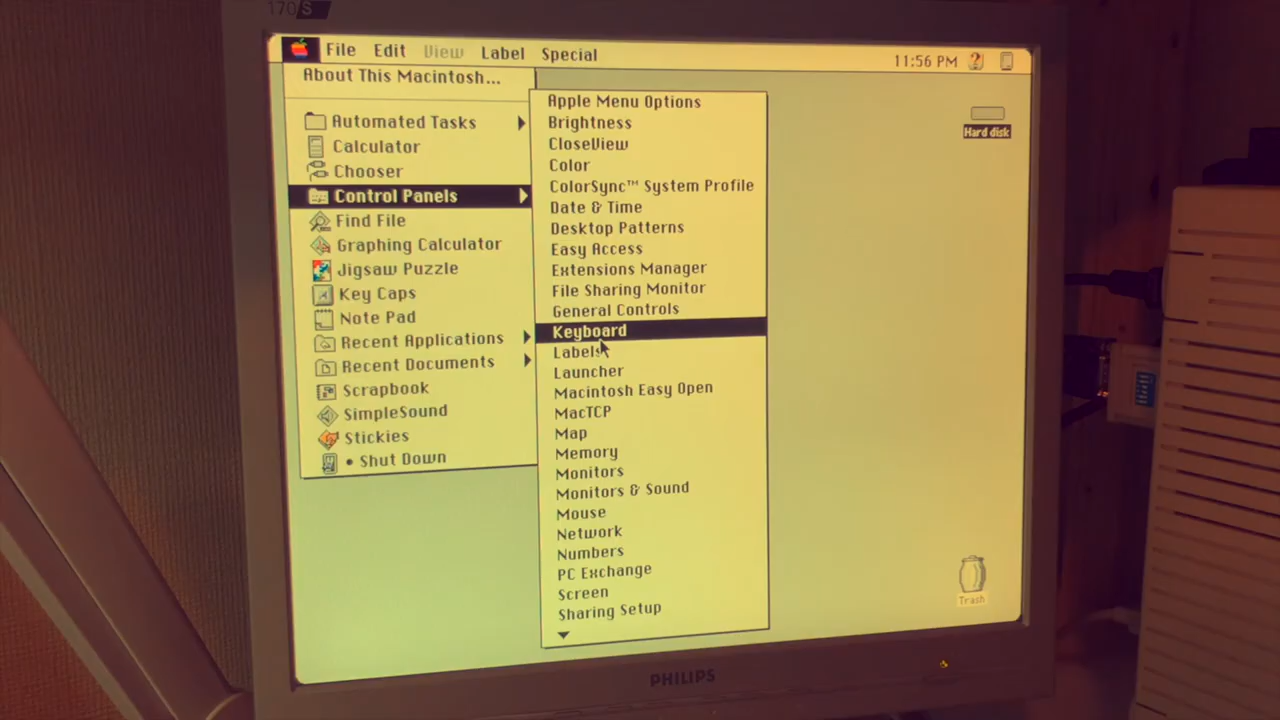 170S
File Edit View Label Special 11:56 PM
About This Macintosh...
Automated Tasks
Calculator
Chooser
Control Panels
Find File
Graphing Calculator
Jigsaw Puzzle
Key Caps
Note Pad
Recent Applications
Recent Documents
Scrapbook
SimpleSound
Stickies
• Shut Down
Apple Menu Options
Brightness
CloseView
Color
ColorSync™ System Profile
Date & Time
Desktop Patterns
Easy Access
Extensions Manager
File Sharing Monitor
General Controls
Keyboard
Labels
Launcher
Macintosh Easy Open
MacTCP
Map
Memory
Monitors
Monitors & Sound
Mouse
Network
Numbers
PC Exchange
Screen
Sharing Setup
Hard disk
Trash
PHILIPS